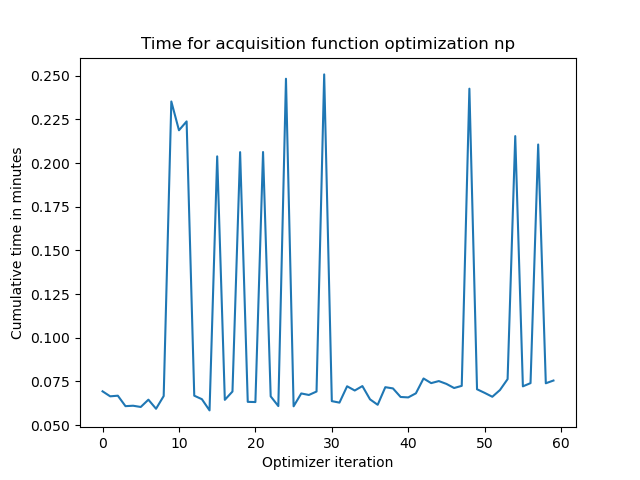 Time for acquisition function optimization np
Cumulative time in minutes
0.250
0.225
0.200
0.175
0.150
0.125
0.100
0.075
0.050
0 10 20 30 40 50 60
Optimizer iteration